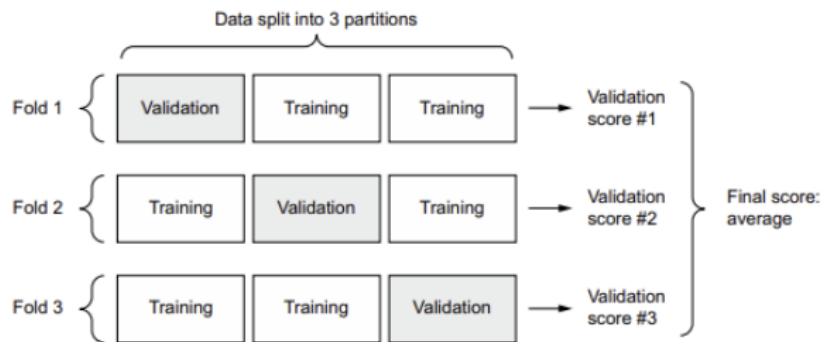 Data split into 3 partitions
Fold 1
Validation
Training
Training
Validation
score #1
Fold 2
Training
Validation
Training
Validation
score #2
Final score:
average
Fold 3
Training
Training
Validation
Validation
score #3